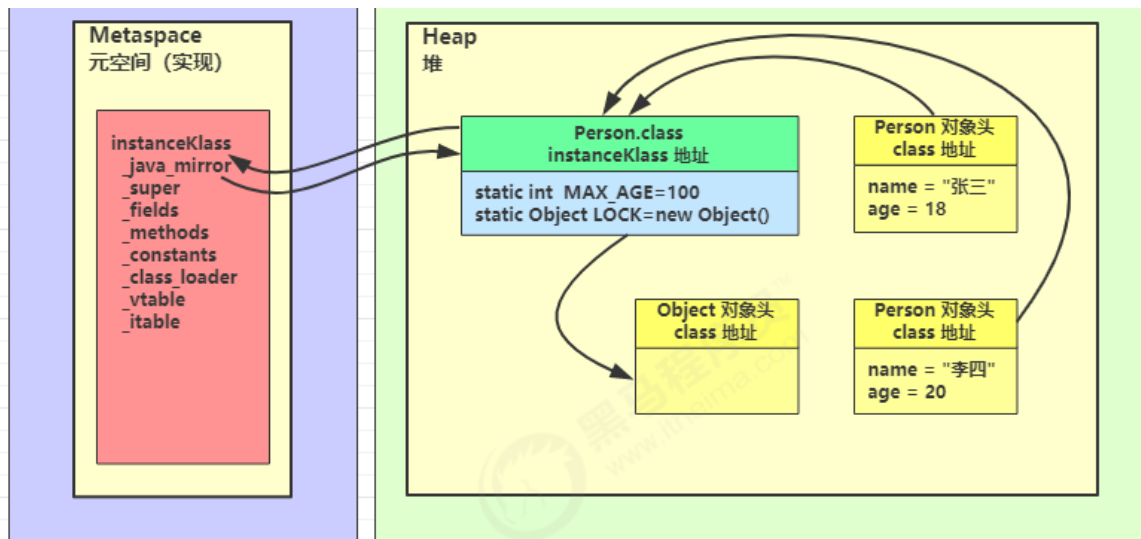 Metaspace
元空间（实现）
instanceKlass
_java_mirror
_super
_fields
_methods
_constants
_class_loader
_vtable
_itable
Heap
堆
Person.class
instanceKlass 地址
static int  MAX_AGE=100
static Object LOCK=new Object()
Person 对象头
class 地址
name = "张三"
age = 18
Object 对象头
class 地址
Person 对象头
class 地址
name = "李四"
age = 20
www.itheima.com